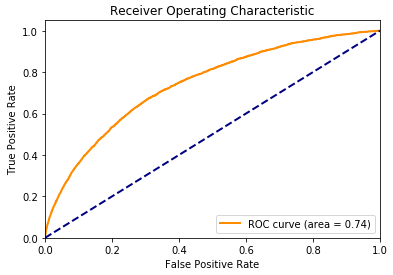 Receiver Operating Characteristic
True Positive Rate
1.0
0.8
0.6
0.4
0.2
0.0
ROC curve (area = 0.74)
0.0 0.2 0.4 0.6 0.8 1.0
False Positive Rate